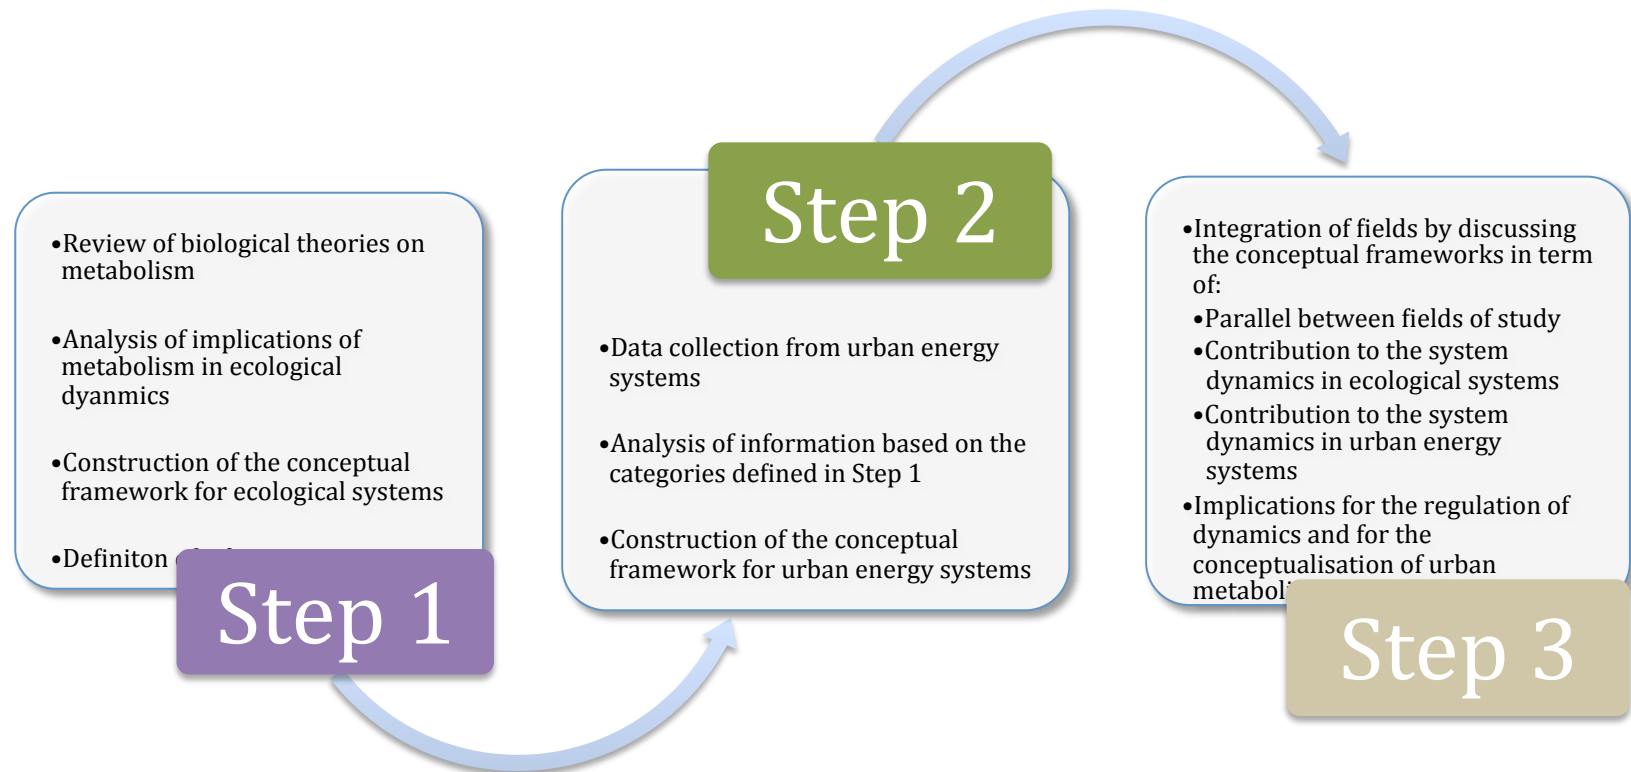 •Review of biological theories on
metabolism
•Analysis of implications of
metabolism in ecological
dyanmics
•Construction of the conceptual
framework for ecological systems
•Definiton
Step 1
Step 2
•Data collection from urban energy
systems
•Analysis of information based on the
categories defined in Step 1
•Construction of the conceptual
framework for urban energy systems
•Integration of fields by discussing
the conceptual frameworks in term
of:
•Parallel between fields of study
•Contribution to the system
dynamics in ecological systems
•Contribution to the system
dynamics in urban energy
systems
•Implications for the regulation of
dynamics and for the
conceptualisation of urban
Step 3